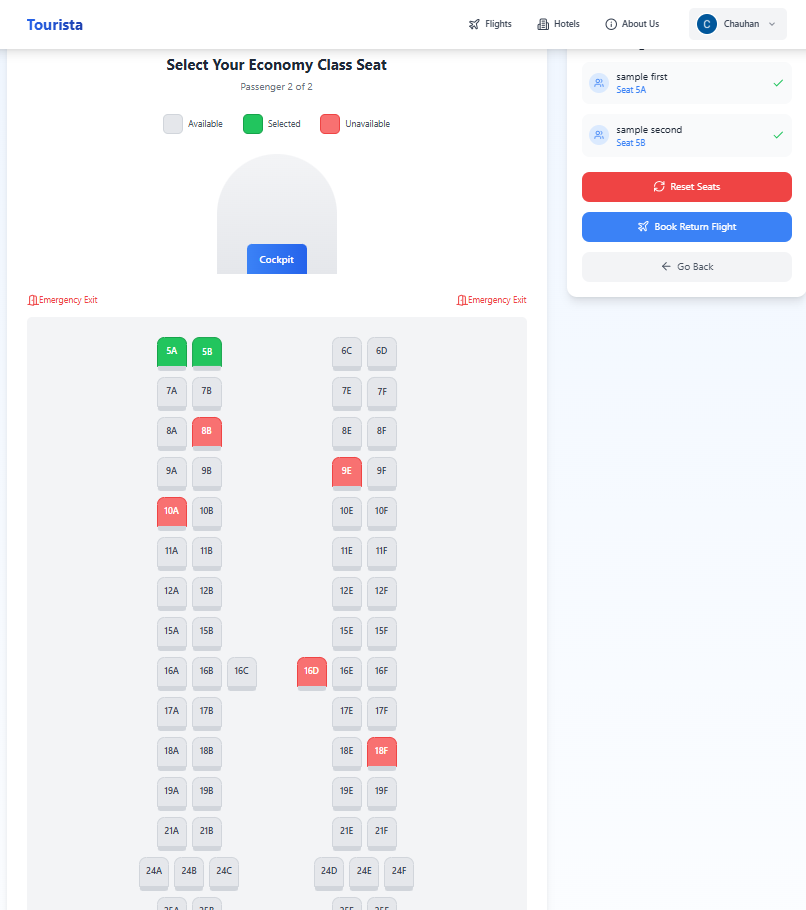 Tourista
Flights
Hotels
About Us
C
Chauhan
Select Your Economy Class Seat
Passenger 2 of 2
Available
Selected
Unavailable
Cockpit
Emergency Exit
Emergency Exit
5A 5B 6C 6D
7A 7B 7E 7F
8A 8B 8E 8F
9A 9B 9E 9F
10A 10B 10E 10F
11A 11B 11E 11F
12A 12B 12E 12F
15A 15B 15E 15F
16A 16B 16C 16D 16E 16F
17A 17B 17E 17F
18A 18B 18E 18F
19A 19B 19E 19F
21A 21B 21E 21F
24A 24B 24C 24D 24E 24F
sample first
Seat 5A
sample second
Seat 5B
Reset Seats
Book Return Flight
Go Back